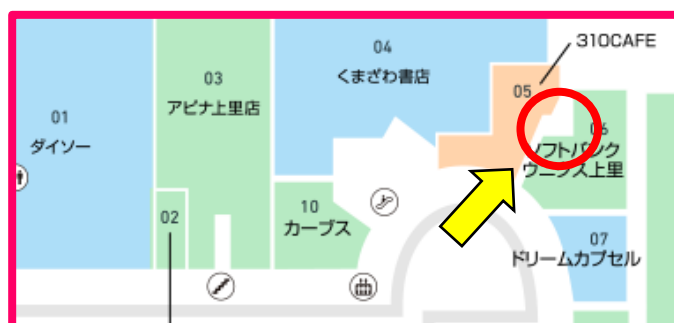 01
ダイソー
02
03
アピナ上里店
04
くまざわ書店
310CAFE
05
06
ソフトバンク
ウニクス上里
07
ドリームカプセル
10
カーブス